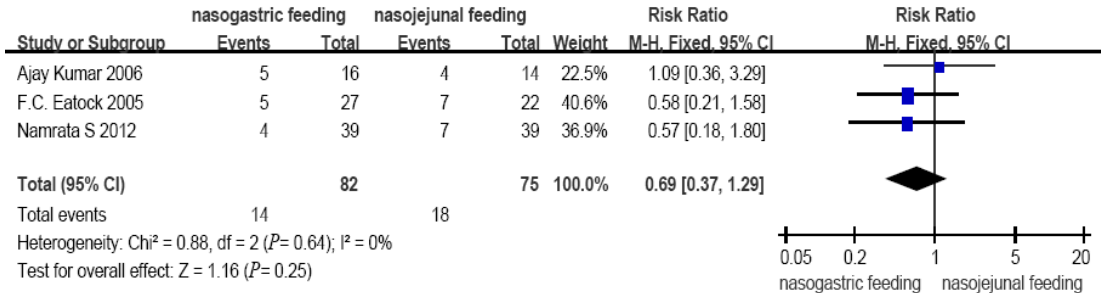 nasogastric feeding nasojejunal feeding Risk Ratio Risk Ratio
Study or Subgroup Events Total Events Total Weight M-H, Fixed, 95% CI M-H, Fixed, 95% CI
Ajay Kumar 2006 5 16 4 14 22.5% 1.09 [0.36, 3.29]
F.C. Eatock 2005 5 27 7 22 40.6% 0.58 [0.21, 1.58]
Namrata S 2012 4 39 7 39 36.9% 0.57 [0.18, 1.80]
Total (95% CI) 82 75 100.0% 0.69 [0.37, 1.29]
Total events 14 18
Heterogeneity: Chi² = 0.88, df = 2 (P= 0.64); I² = 0%
Test for overall effect: Z = 1.16 (P= 0.25)
0.05 0.2 1 5 20
nasogastric feeding nasojejunal feeding